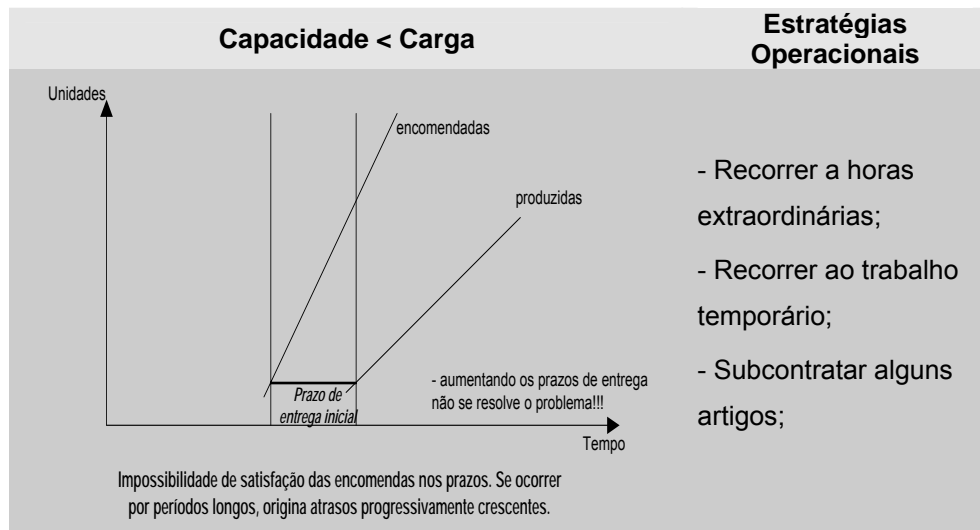 Capacidade < Carga
Estratégias
Operacionais
Unidades
encomendadas
produzidas
Prazo de
entrega inicial
- aumentando os prazos de entrega
não se resolve o problema!!!
Tempo
Impossibilidade de satisfação das encomendas nos prazos. Se ocorrer
por períodos longos, origina atrasos progressivamente crescentes.
- Recorrer a horas
extraordinárias;
- Recorrer ao trabalho
temporário;
- Subcontratar alguns
artigos;